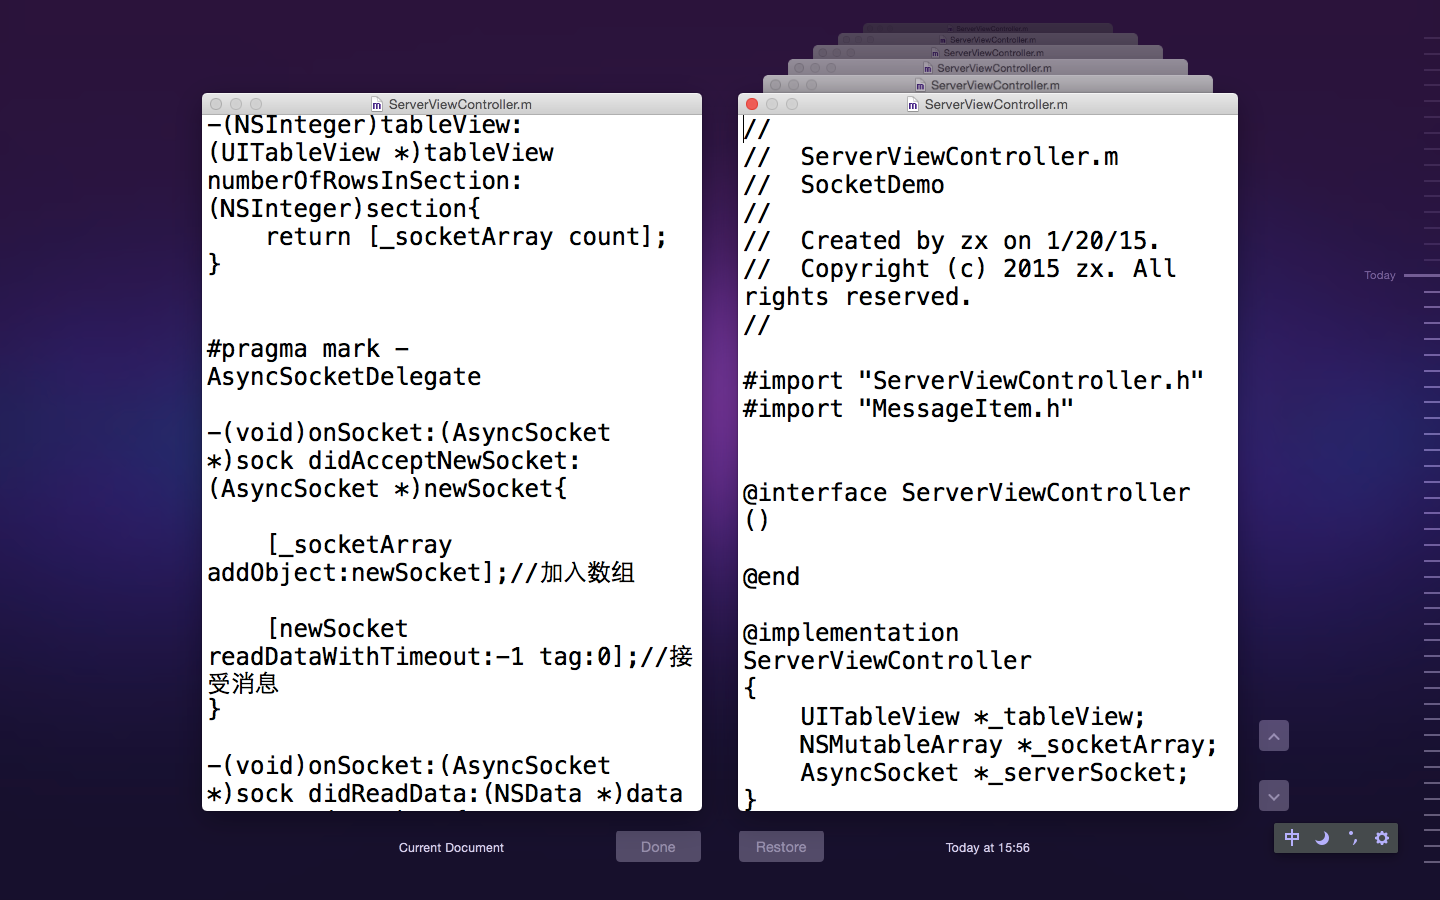 ServerViewController.m
ServerViewController.m
ServerViewController.m
ServerViewController.m
ServerViewController.m
ServerViewController.m
-(NSInteger)tableView:
(UITableView *)tableView
numberOfRowsInSection:
(NSInteger)section{
    return [_socketArray count];
}
#pragma mark -
AsyncSocketDelegate
-(void)onSocket:(AsyncSocket
*)sock didAcceptNewSocket:
(AsyncSocket *)newSocket{
    [_socketArray
addObject:newSocket];//加入数组
    [newSocket
readDataWithTimeout:-1 tag:0];//接
受消息
}
-(void)onSocket:(AsyncSocket
*)sock didReadData:(NSData *)data
Current Document
Done
ServerViewController.m
//
//  ServerViewController.m
//  SocketDemo
//
//  Created by zx on 1/20/15.
//  Copyright (c) 2015 zx. All
rights reserved.
//
#import "ServerViewController.h"
#import "MessageItem.h"
@interface ServerViewController
()
@end
@implementation
ServerViewController
{
    UITableView *_tableView;
    NSMutableArray *_socketArray;
    AsyncSocket *_serverSocket;
}
Restore
Today at 15:56
Today
中